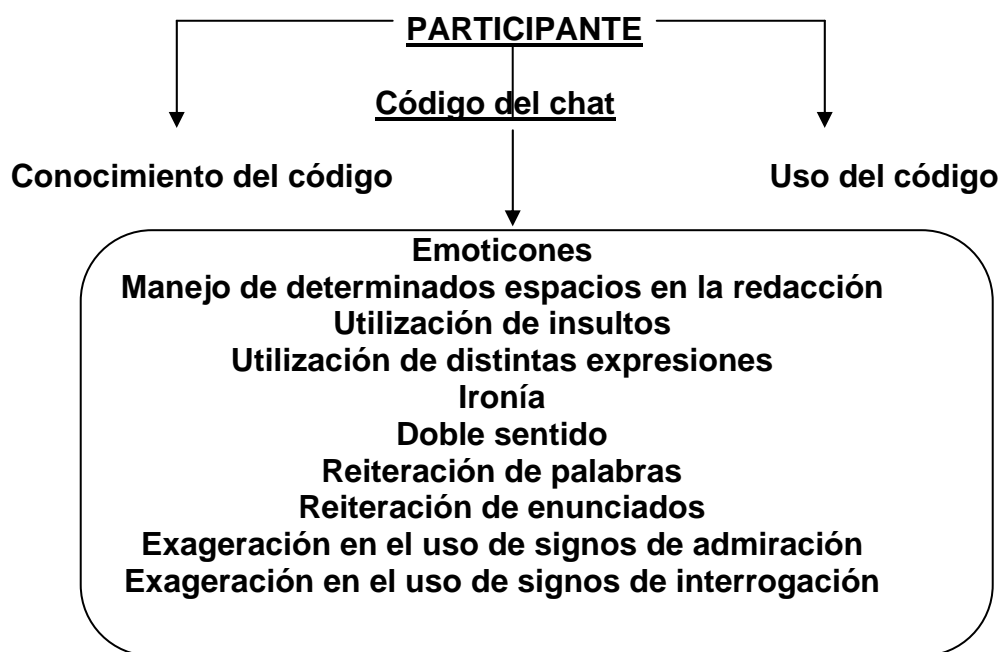 PARTICIPANTE
Código del chat
Conocimiento del código
Uso del código
Emoticones
Manejo de determinados espacios en la redacción
Utilización de insultos
Utilización de distintas expresiones
Ironía
Doble sentido
Reiteración de palabras
Reiteración de enunciados
Exageración en el uso de signos de admiración
Exageración en el uso de signos de interrogación